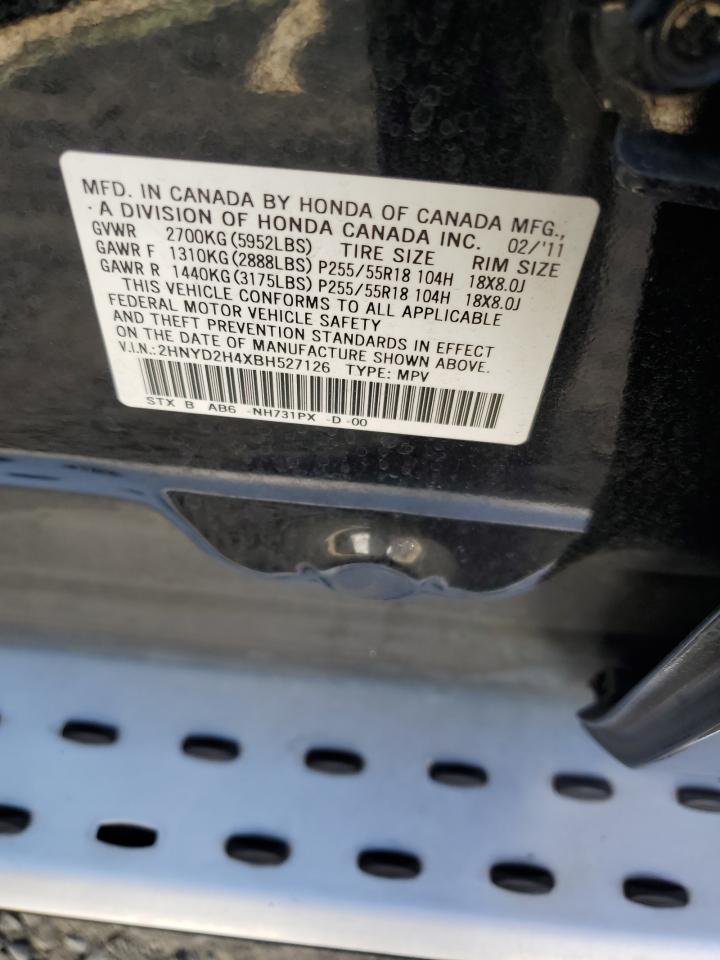 MFD. IN CANADA BY HONDA OF CANADA MFG.,
A DIVISION OF HONDA CANADA INC. 02/'11
GVWR 2700KG (5952LBS) TIRE SIZE RIM SIZE
GAWR F 1310KG (2888LBS) P255/55R18 104H 18X8.0J
GAWR R 1440KG (3175LBS) P255/55R18 104H 18X8.0J
THIS VEHICLE CONFORMS TO ALL APPLICABLE
FEDERAL MOTOR VEHICLE SAFETY
AND THEFT PREVENTION STANDARDS IN EFFECT
ON THE DATE OF MANUFACTURE SHOWN ABOVE.
V.I.N.: 2HNYD2H4XBH527126 TYPE: MPV
STX B AB6 -NH731PX -D -00